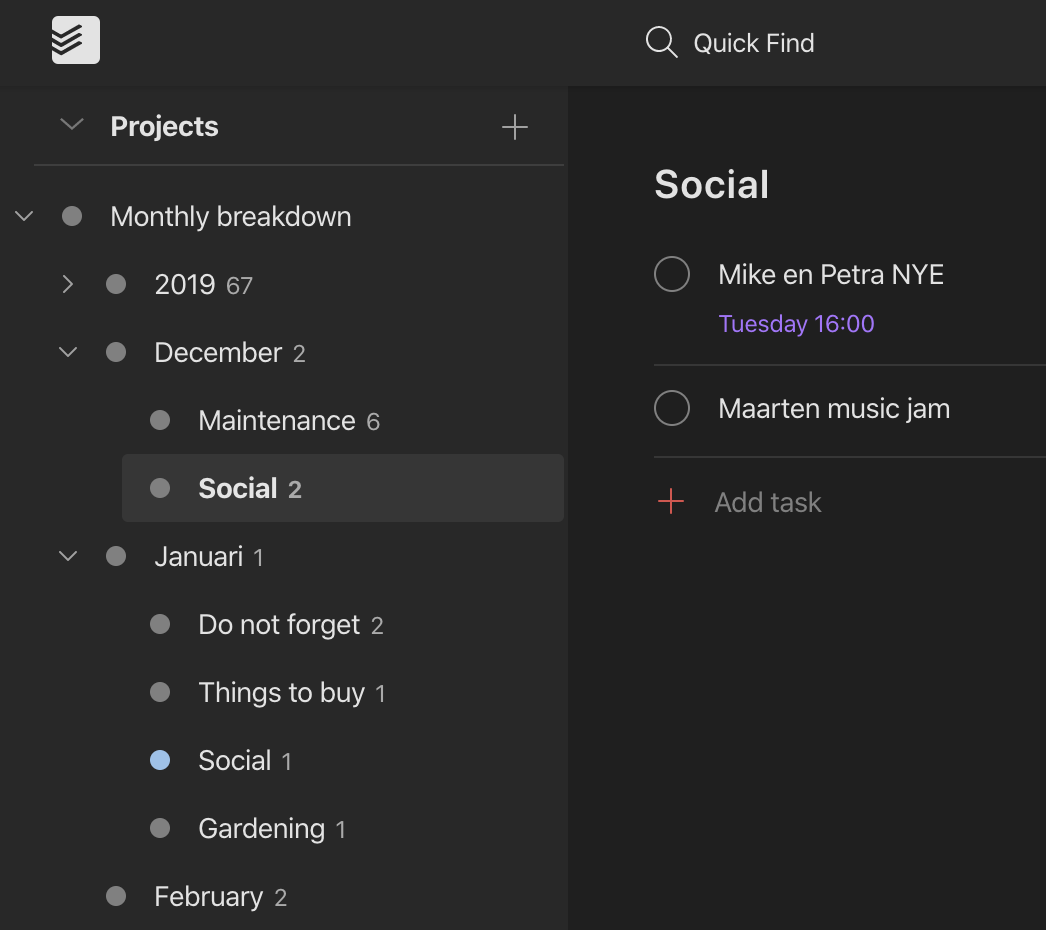 Quick Find
Projects
Monthly breakdown
2019 67
December 2
Maintenance 6
Social 2
Januari 1
Do not forget 2
Things to buy 1
Social 1
Gardening 1
February 2
Social
Mike en Petra NYE
Tuesday 16:00
Maarten music jam
Add task